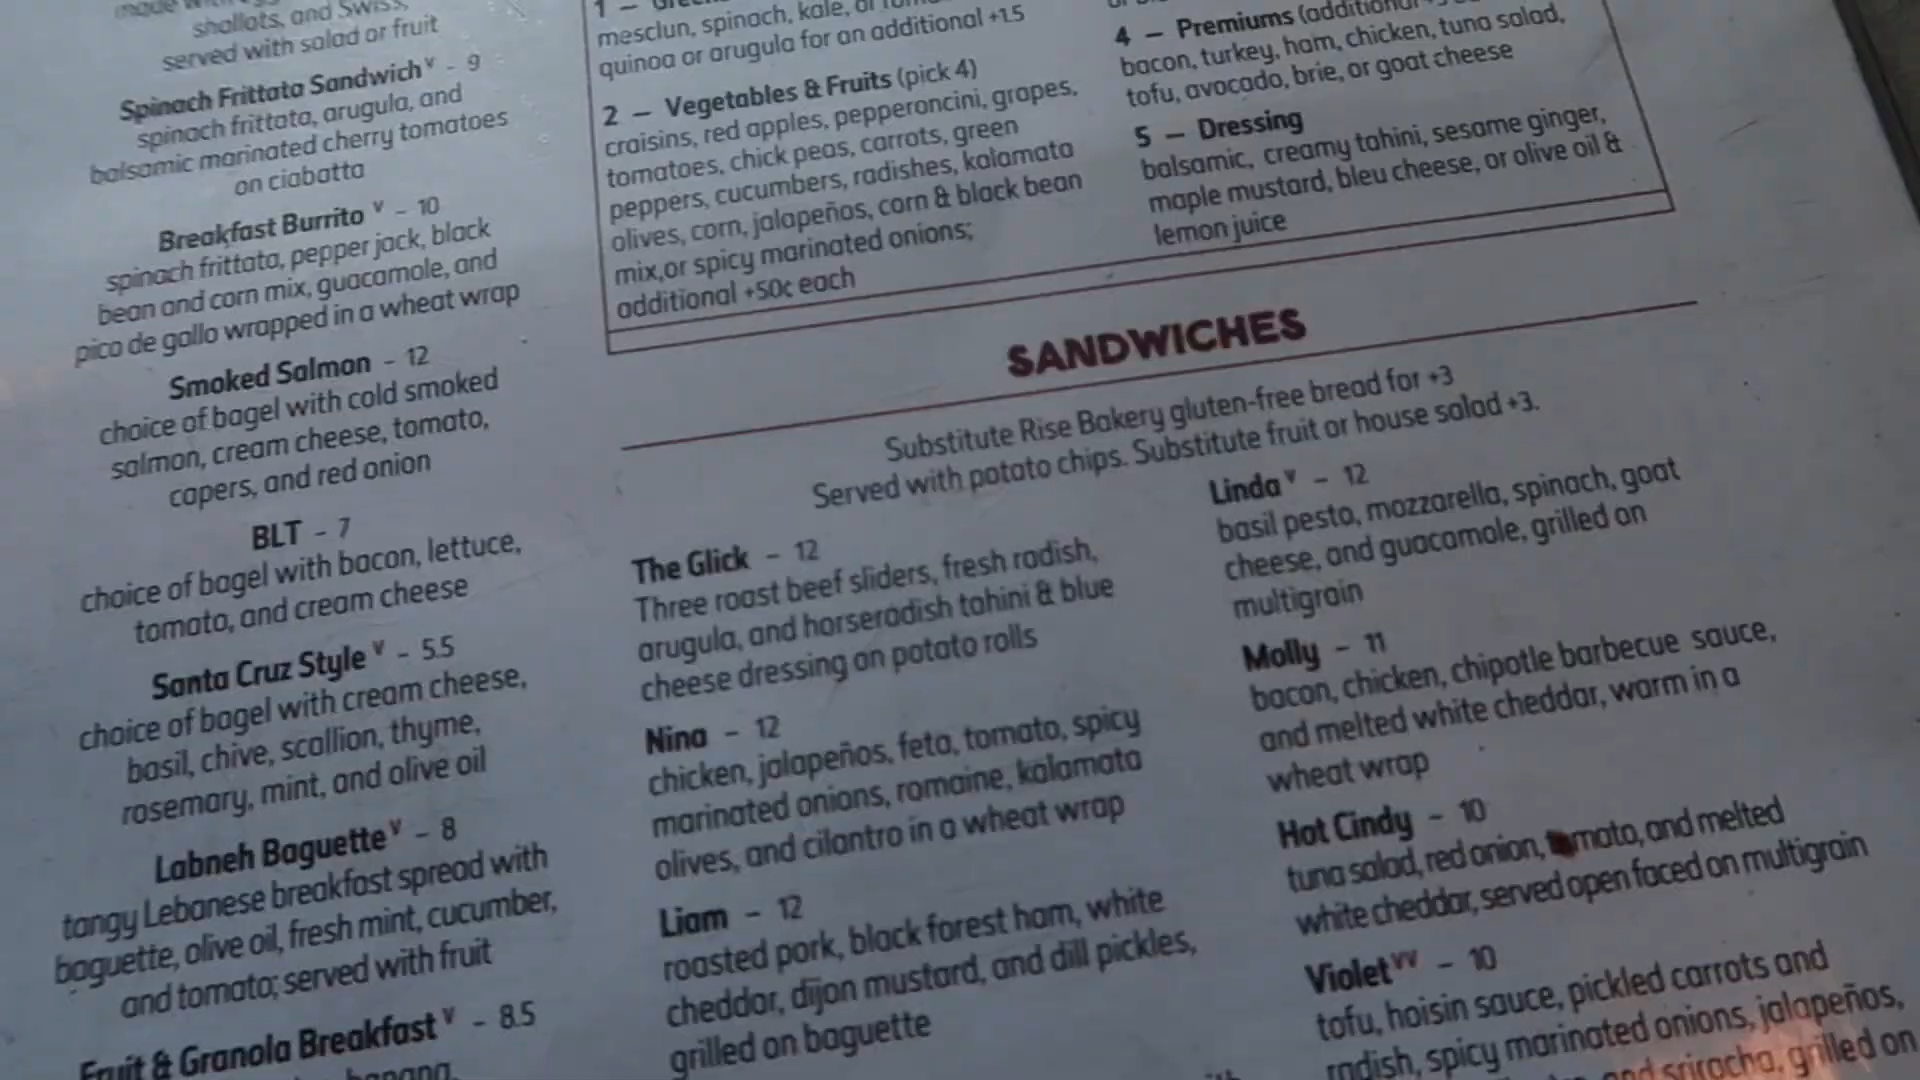 shallots, and Swiss,
served with salad or fruit
Spinach Frittata Sandwich v - 9
spinach frittata, arugula, and
balsamic marinated cherry tomatoes
on ciabatta
Breakfast Burrito v - 10
spinach frittata, pepper jack, black
bean and corn mix, guacamole, and
pico de gallo wrapped in a wheat wrap
Smoked Salmon - 12
choice of bagel with cold smoked
salmon, cream cheese, tomato,
capers, and red onion
BLT - 7
choice of bagel with bacon, lettuce,
tomato, and cream cheese
Santa Cruz Style v - 5.5
choice of bagel with cream cheese,
basil, chive, scallion, thyme,
rosemary, mint, and olive oil
Labneh Baguette v - 8
tangy Lebanese breakfast spread with
baguette, olive oil, fresh mint, cucumber,
and tomato; served with fruit
Fruit & Granola Breakfast v - 8.5
banana,
mesclun, spinach, kale, or
quinoa or arugula for an additional +1.5
2 — Vegetables & Fruits (pick 4)
craisins, red apples, pepperoncini, grapes,
tomatoes, chick peas, carrots, green
peppers, cucumbers, radishes, kalamata
olives, corn, jalapeños, corn & black bean
mix,or spicy marinated onions;
additional +50¢ each
4 — Premiums (additional
bacon, turkey, ham, chicken, tuna salad,
tofu, avocado, brie, or goat cheese
5 — Dressing
balsamic, creamy tahini, sesame ginger,
maple mustard, bleu cheese, or olive oil &
lemon juice
SANDWICHES
Substitute Rise Bakery gluten-free bread for +3
Served with potato chips. Substitute fruit or house salad +3.
The Glick - 12
Three roast beef sliders, fresh radish,
arugula, and horseradish tahini & blue
cheese dressing on potato rolls
Nina - 12
chicken, jalapeños, feta, tomato, spicy
marinated onions, romaine, kalamata
olives, and cilantro in a wheat wrap
Liam - 12
roasted pork, black forest ham, white
cheddar, dijon mustard, and dill pickles,
grilled on baguette
Linda v - 12
basil pesto, mozzarella, spinach, goat
cheese, and guacamole, grilled on
multigrain
Molly - 11
bacon, chicken, chipotle barbecue sauce,
and melted white cheddar, warm in a
wheat wrap
Hot Cindy - 10
tuna salad, red onion, tomato, and melted
white cheddar, served open faced on multigrain
Violet vv - 10
tofu, hoisin sauce, pickled carrots and
radish, spicy marinated onions, jalapeños,
and sriracha, grilled on